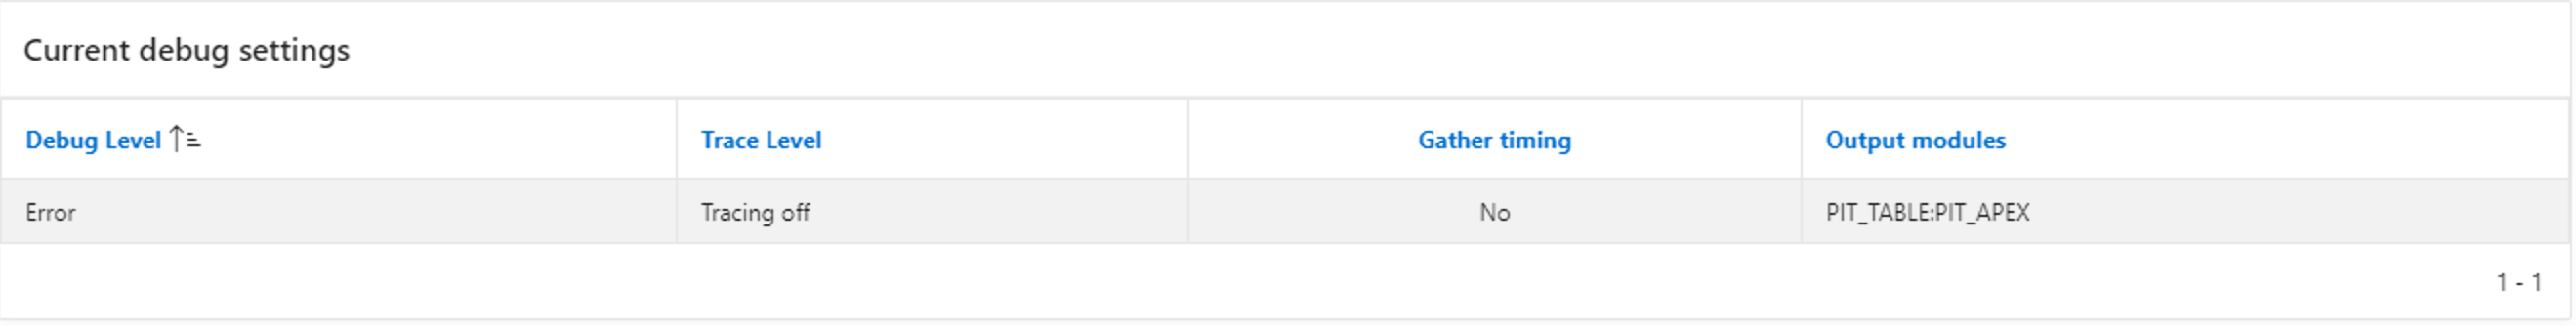 Current debug settings
Debug Level Trace Level Gather timing Output modules
Error Tracing off No PIT_TABLE:PIT_APEX
1 - 1